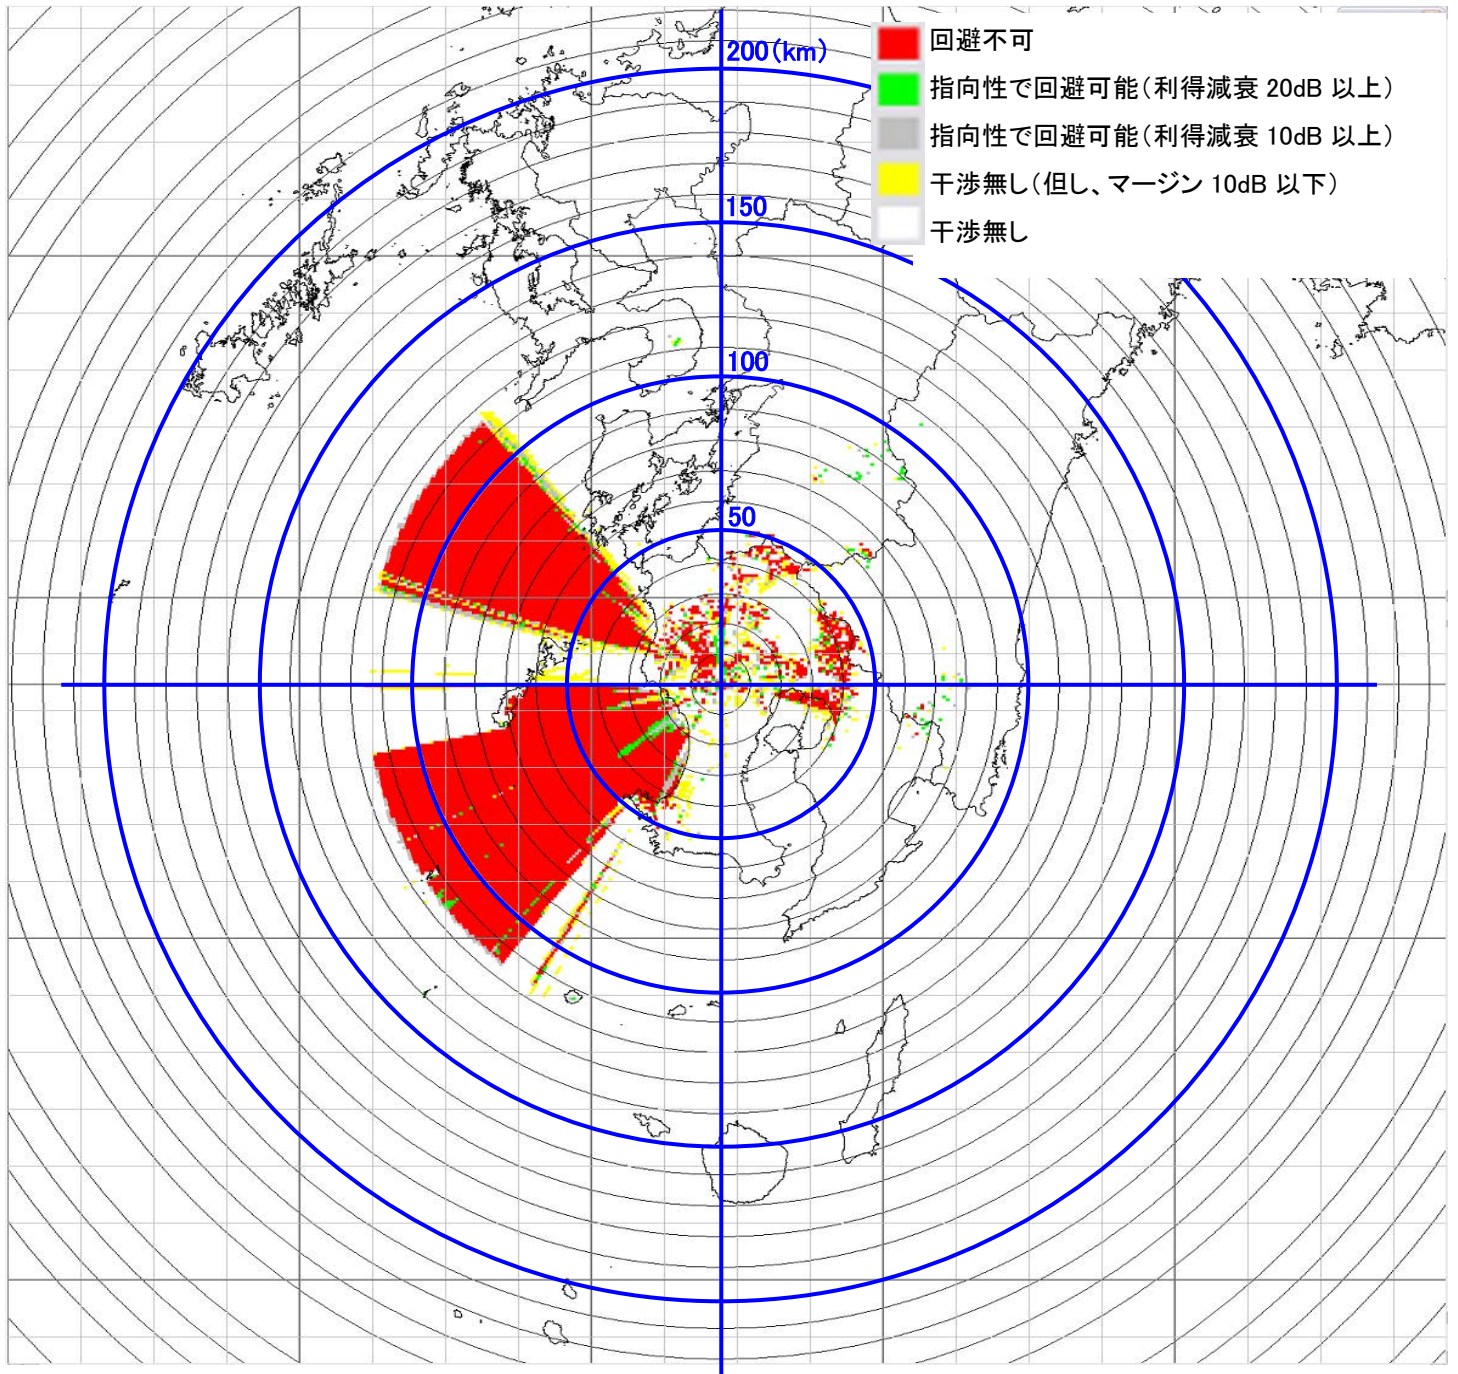 200(km)
回避不可
指向性で回避可能(利得減衰 20dB 以上)
指向性で回避可能(利得減衰 10dB 以上)
干渉無し(但し、マージン 10dB 以下)
干渉無し
150
100
50